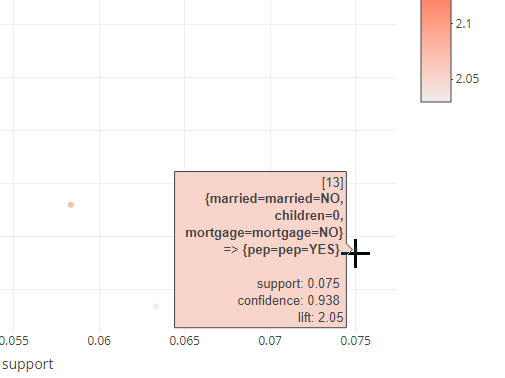 2.1
2.05
[13]
{married=married=NO,
children=0,
mortgage=mortgage=NO}
=> {pep=pep=YES}
support: 0.075
confidence: 0.938
lift: 2.05
0.055 0.06 0.065 0.07 0.075
support